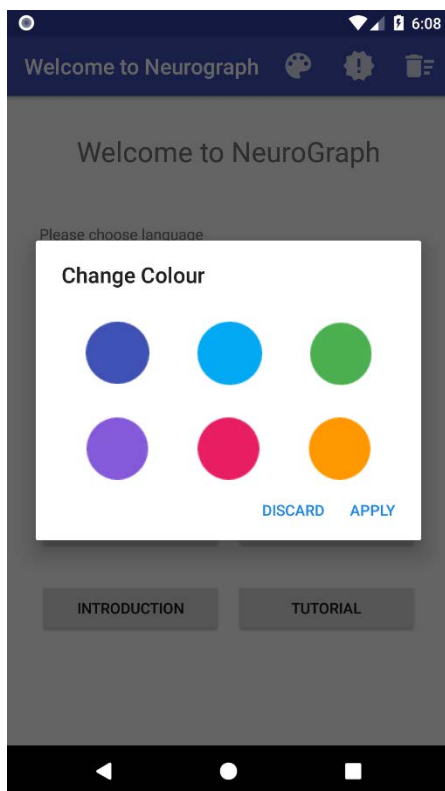 6:08
Welcome to Neurograph
Welcome to NeuroGraph
Please choose language
Change Colour
DISCARD APPLY
INTRODUCTION TUTORIAL